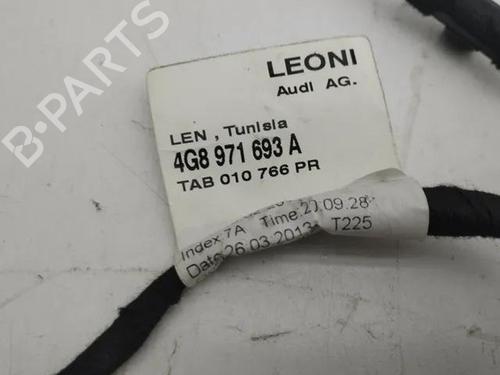 B-PARTS
LEONI
Audi AG.
LEN , Tunisia
4G8 971 693 A
TAB 010 766 PR
Index 7A Time:20.09.28
Date 26.03.2013 T225